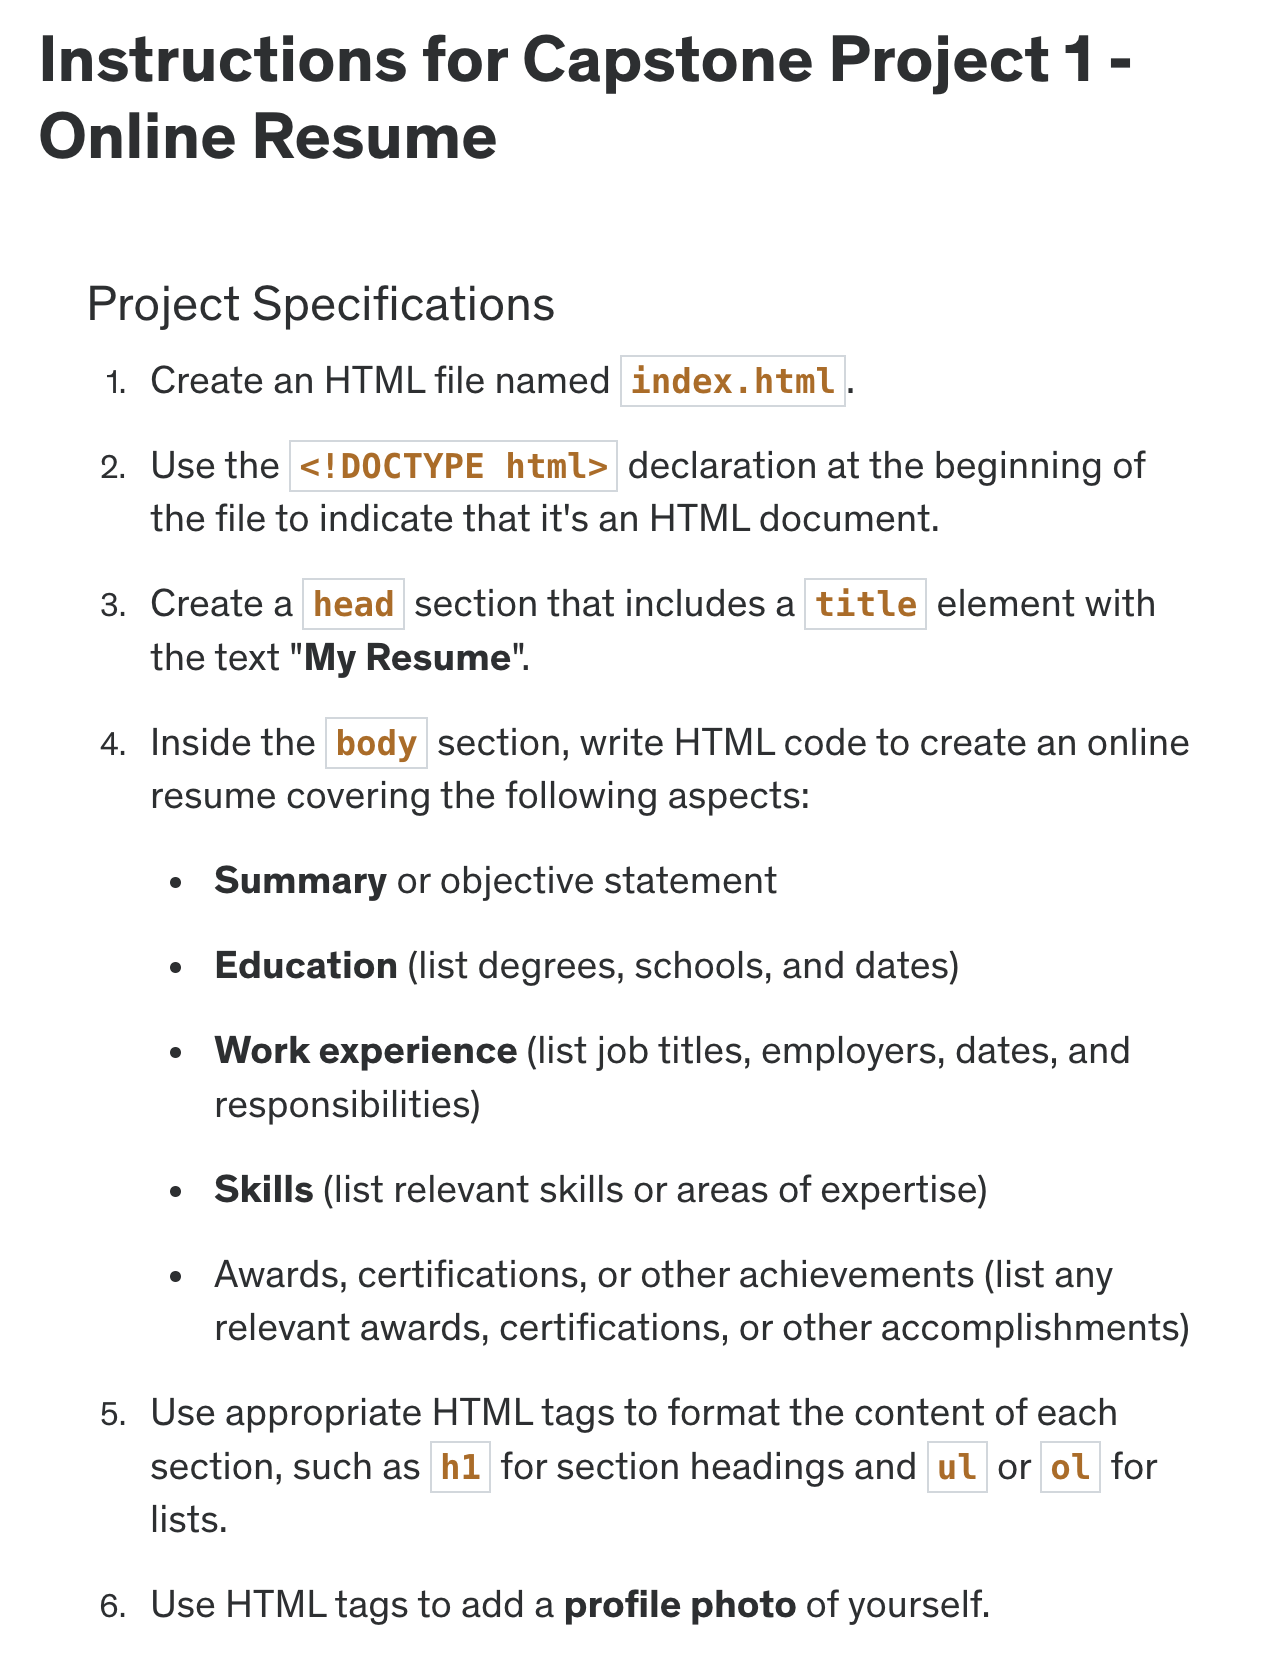 Instructions for Capstone Project 1 -
Online Resume
Project Specifications
1. Create an HTML file named index.html.
2. Use the <!DOCTYPE html> declaration at the beginning of
the file to indicate that it's an HTML document.
3. Create a head section that includes a title element with
the text "My Resume".
4. Inside the body section, write HTML code to create an online
resume covering the following aspects:
• Summary or objective statement
• Education (list degrees, schools, and dates)
• Work experience (list job titles, employers, dates, and
responsibilities)
• Skills (list relevant skills or areas of expertise)
• Awards, certifications, or other achievements (list any
relevant awards, certifications, or other accomplishments)
5. Use appropriate HTML tags to format the content of each
section, such as h1 for section headings and ul or ol for
lists.
6. Use HTML tags to add a profile photo of yourself.